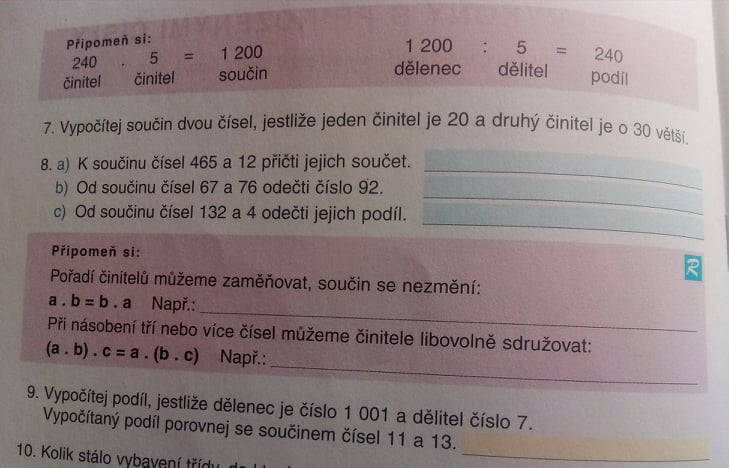 Připomeň si:
240 . 5 = 1 200 1 200 : 5 = 240
činitel činitel součin dělenec dělitel podíl
7. Vypočítej součin dvou čísel, jestliže jeden činitel je 20 a druhý činitel je o 30 větší.
8. a) K součinu čísel 465 a 12 přičti jejich součet.
b) Od součinu čísel 67 a 76 odečti číslo 92.
c) Od součinu čísel 132 a 4 odečti jejich podíl.
Připomeň si:
R
Pořadí činitelů můžeme zaměňovat, součin se nezmění:
a . b = b . a Např.:
Při násobení tří nebo více čísel můžeme činitele libovolně sdružovat:
(a . b) . c = a . (b . c) Např.:
9. Vypočítej podíl, jestliže dělenec je číslo 1 001 a dělitel číslo 7.
Vypočítaný podíl porovnej se součinem čísel 11 a 13.
10. Kolik stálo vybavení třídy,